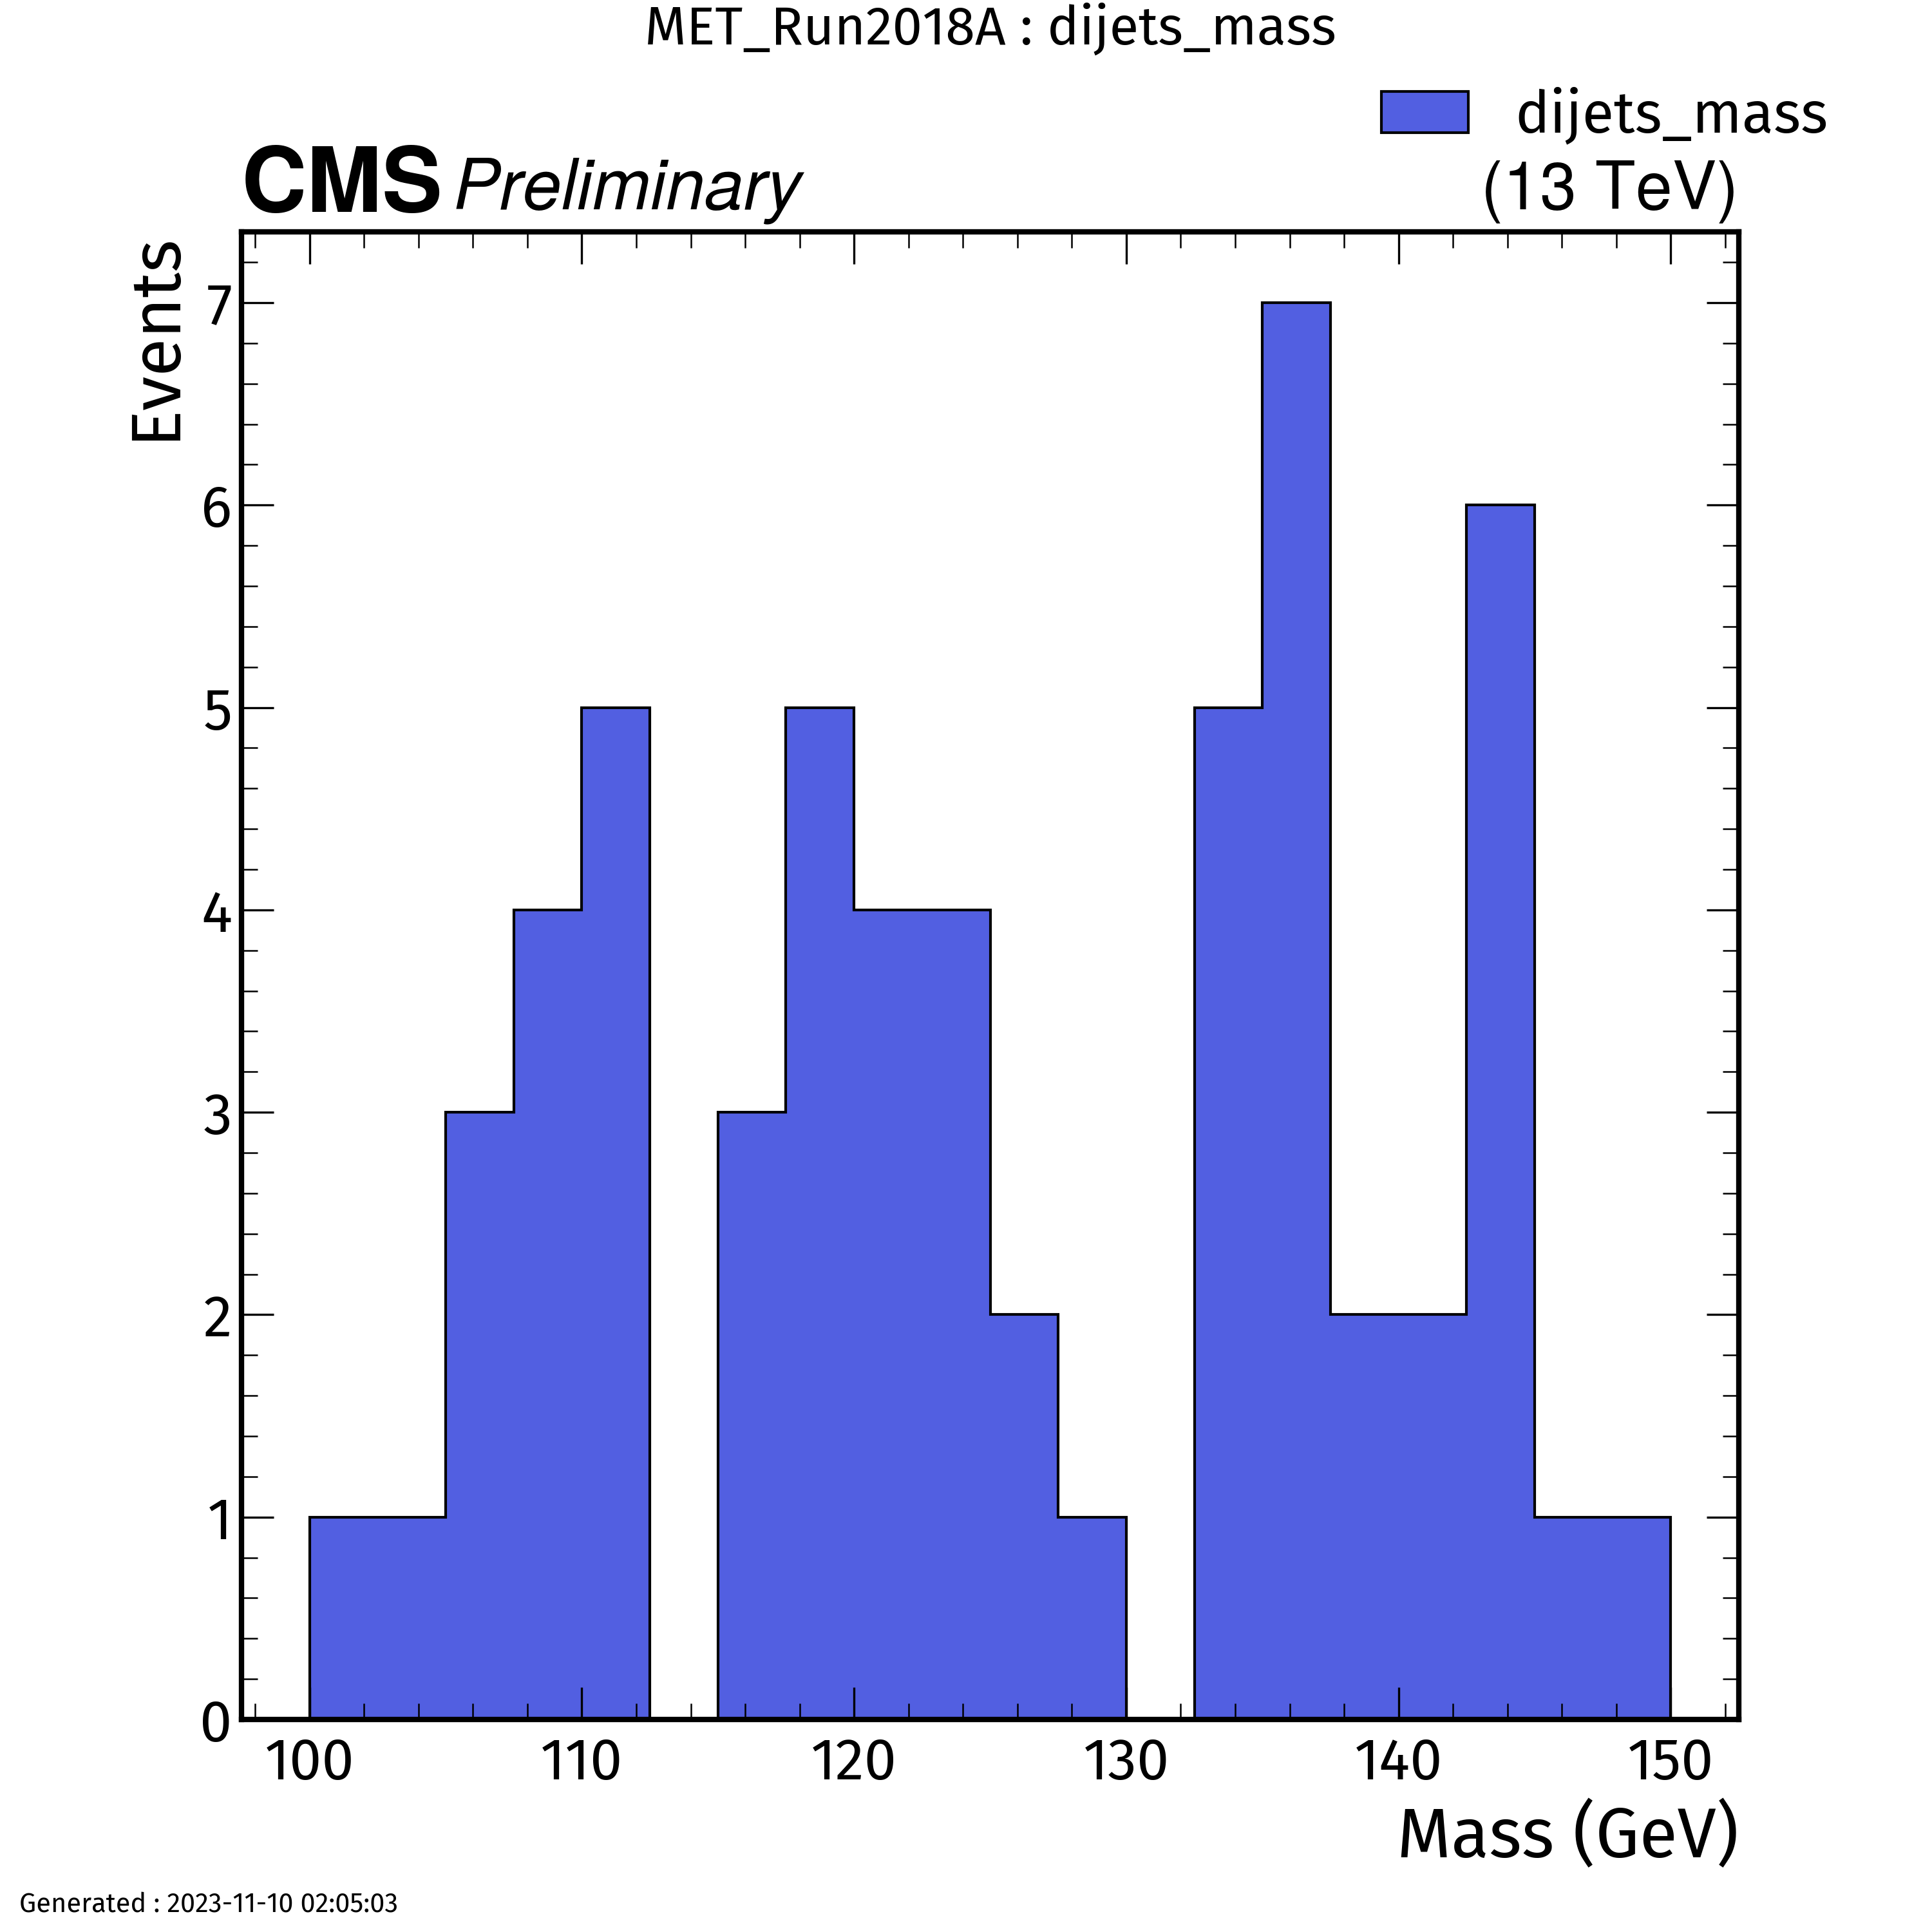 MET_Run2018A : dijets_mass
dijets_mass
CMS Preliminary (13 TeV)
Events
7
6
5
4
3
2
1
0
100 110 120 130 140 150
Mass (GeV)
Generated : 2023-11-10 02:05:03